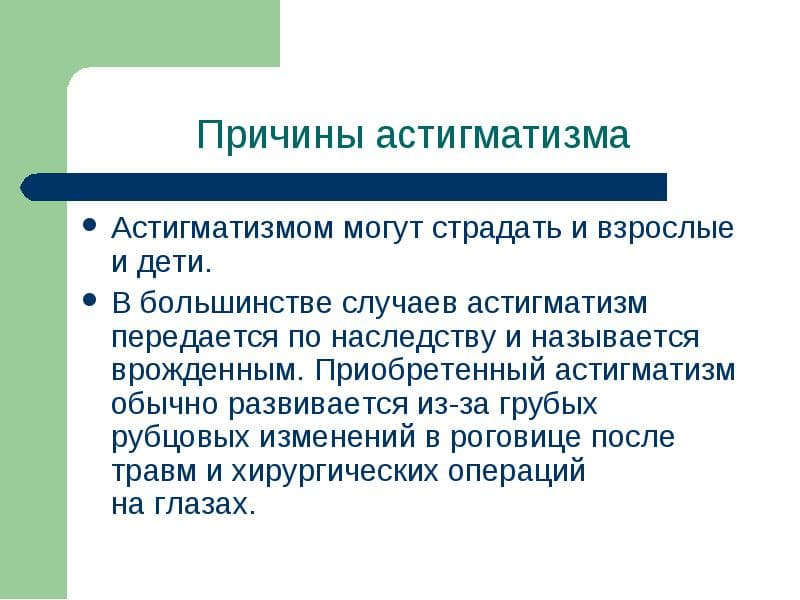 Причины астигматизма
Астигматизмом могут страдать и взрослые
и дети.
В большинстве случаев астигматизм
передается по наследству и называется
врожденным. Приобретенный астигматизм
обычно развивается из-за грубых
рубцовых изменений в роговице после
травм и хирургических операций
на глазах.